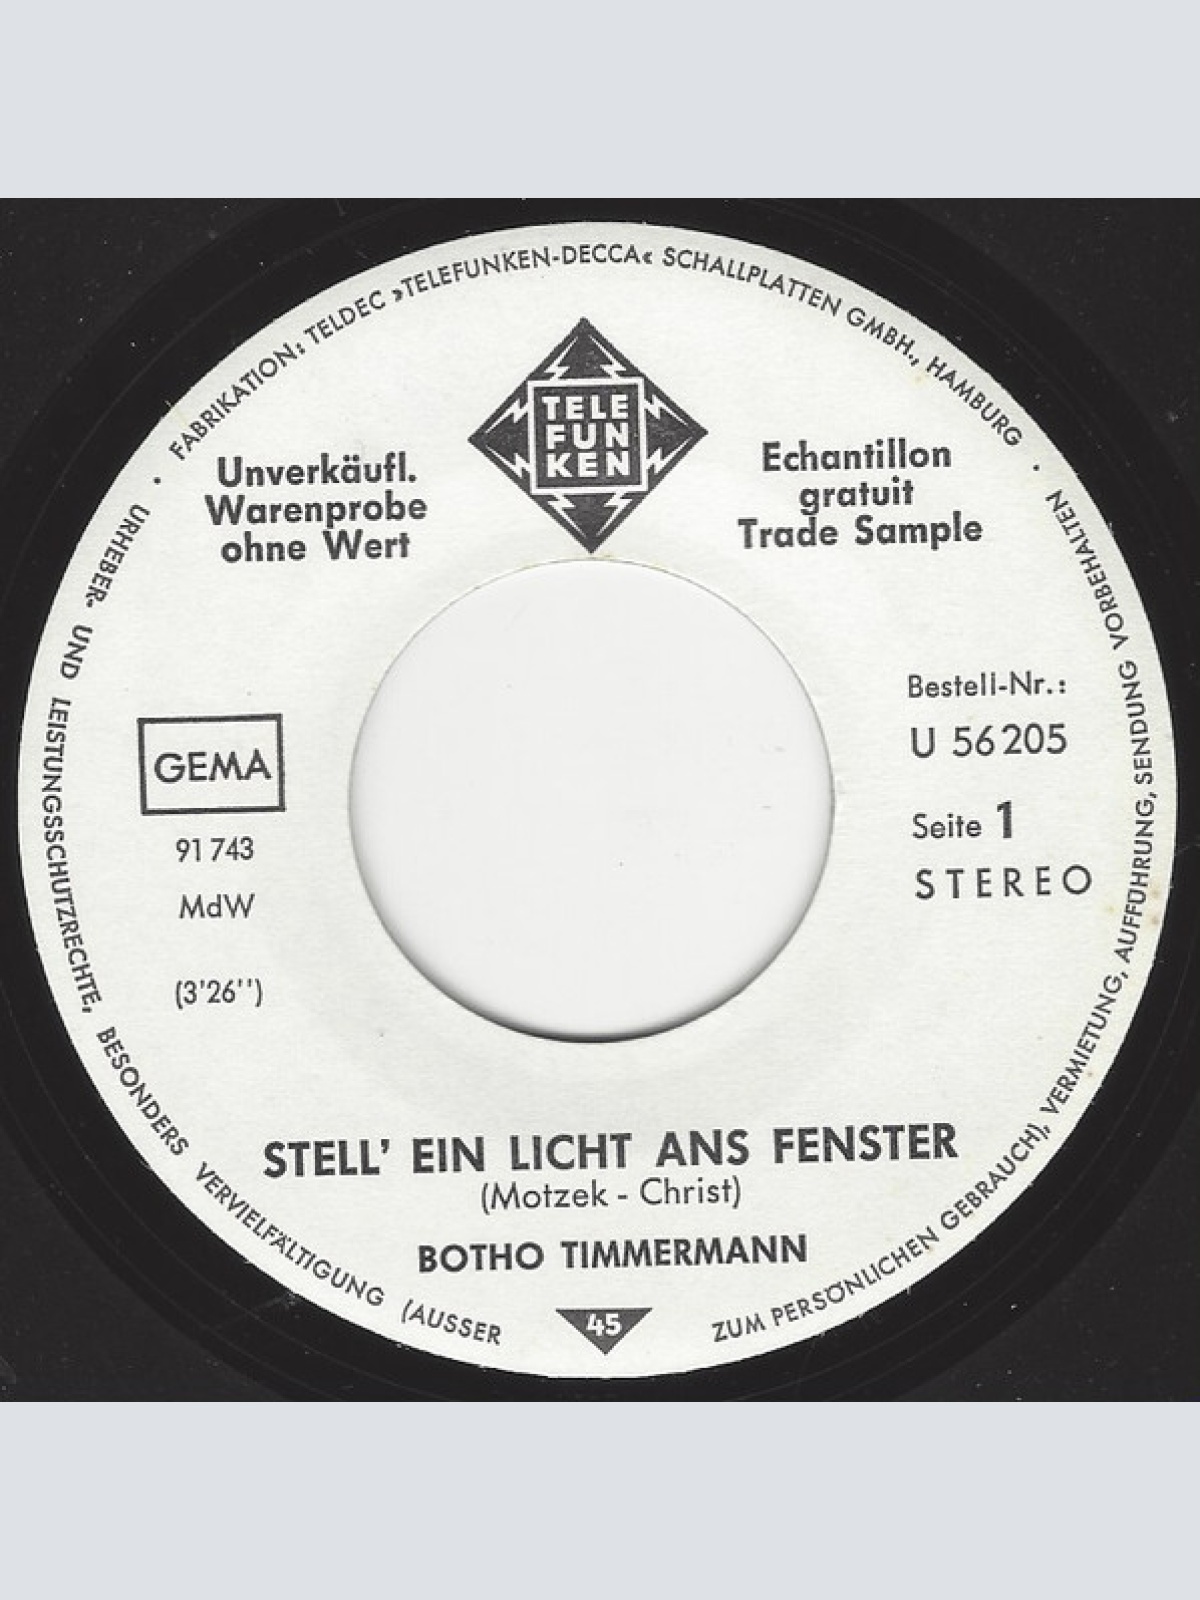 FABRIKATION: TELDEC »TELEFUNKEN-DECCA« SCHALLPLATTEN GMBH., HAMBURG
· URHEBER- UND LEISTUNGSSCHUTZRECHTE, BESONDERS VERVIELFÄLTIGUNG (AUSSER ZUM PERSÖNLICHEN GEBRAUCH), VERMIETUNG, AUFFÜHRUNG, SENDUNG VORBEHALTEN ·
TELE
FUN
KEN
Unverkäufl.
Warenprobe
ohne Wert
Echantillon
gratuit
Trade Sample
GEMA
91 743
MdW
(3'26'')
Bestell-Nr.:
U 56 205
Seite 1
STEREO
STELL' EIN LICHT ANS FENSTER
(Motzek - Christ)
BOTHO TIMMERMANN
45